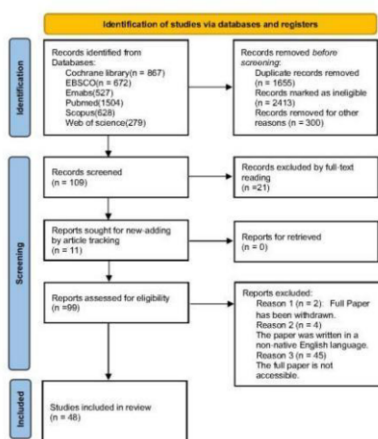 Identification of studies via databases and registers
Identification
Records identified from
Databases:
Cochrane library(n = 867)
EBSCO(n = 672)
Emabs(527)
Pubmed(1504)
Scopus(628)
Web of science(279)
Records removed before
screening:
Duplicate records removed
(n = 1655)
Records marked as ineligible
(n = 2413)
Records removed for other
reasons (n = 300)
Screening
Records screened
(n = 109)
Records excluded by full-text
reading
(n =21)
Reports sought for new-adding
by article tracking
(n = 11)
Reports for retrieved
(n = 0)
Reports assessed for eligibility
(n =99)
Reports excluded:
Reason 1 (n = 2): Full Paper
has been withdrawn.
Reason 2 (n = 4)
The paper was written in a
non-native English language.
Reason 3 (n = 45)
The full paper is not
accessible.
Included
Studies included in review
(n = 48)